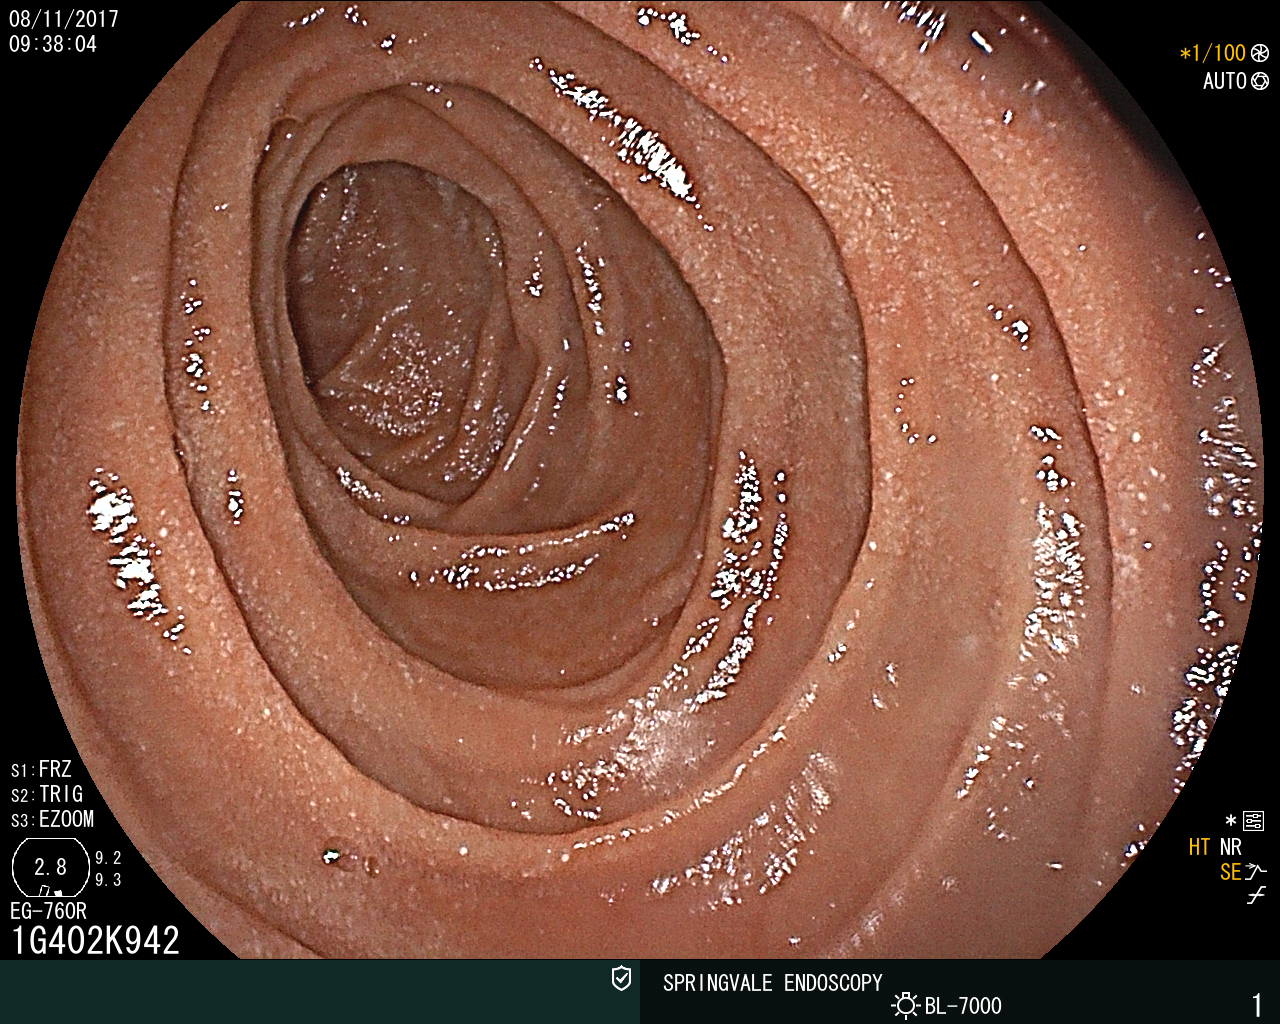 08/11/2017
09:38:04
*1/100
AUTO
S1:FRZ
S2:TRIG
S3:EZOOM
2.8
9.2
9.3
EG-760R
1G402K942
*
HT NR
SE
SPRINGVALE ENDOSCOPY
BL-7000
1